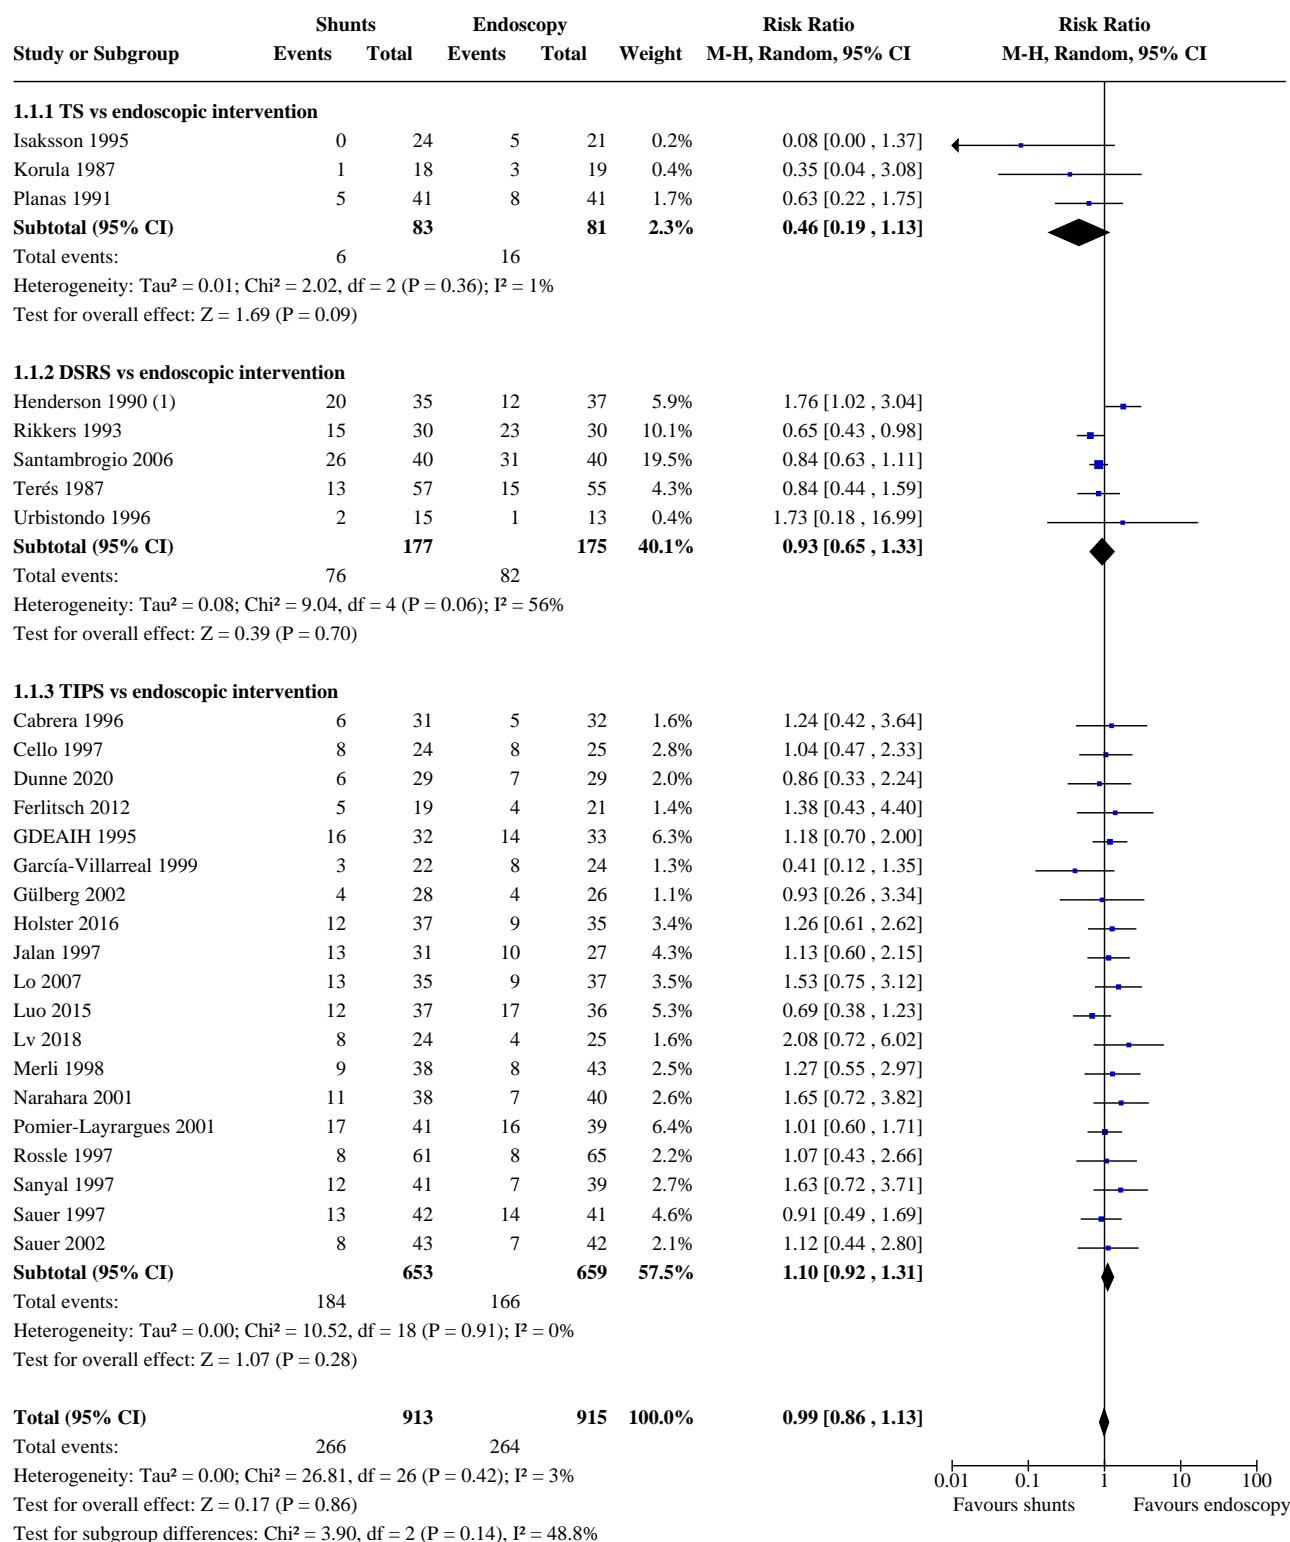 Shunts Endoscopy Risk Ratio Risk Ratio
Study or Subgroup Events Total Events Total Weight M-H, Random, 95% CI M-H, Random, 95% CI
1.1.1 TS vs endoscopic intervention
Isaksson 1995 0 24 5 21 0.2% 0.08 [0.00 , 1.37]
Korula 1987 1 18 3 19 0.4% 0.35 [0.04 , 3.08]
Planas 1991 5 41 8 41 1.7% 0.63 [0.22 , 1.75]
Subtotal (95% CI) 83 81 2.3% 0.46 [0.19 , 1.13]
Total events: 6 16
Heterogeneity: Tau² = 0.01; Chi² = 2.02, df = 2 (P = 0.36); I² = 1%
Test for overall effect: Z = 1.69 (P = 0.09)
1.1.2 DSRS vs endoscopic intervention
Henderson 1990 (1) 20 35 12 37 5.9% 1.76 [1.02 , 3.04]
Rikkers 1993 15 30 23 30 10.1% 0.65 [0.43 , 0.98]
Santambrogio 2006 26 40 31 40 19.5% 0.84 [0.63 , 1.11]
Terés 1987 13 57 15 55 4.3% 0.84 [0.44 , 1.59]
Urbistondo 1996 2 15 1 13 0.4% 1.73 [0.18 , 16.99]
Subtotal (95% CI) 177 175 40.1% 0.93 [0.65 , 1.33]
Total events: 76 82
Heterogeneity: Tau² = 0.08; Chi² = 9.04, df = 4 (P = 0.06); I² = 56%
Test for overall effect: Z = 0.39 (P = 0.70)
1.1.3 TIPS vs endoscopic intervention
Cabrera 1996 6 31 5 32 1.6% 1.24 [0.42 , 3.64]
Cello 1997 8 24 8 25 2.8% 1.04 [0.47 , 2.33]
Dunne 2020 6 29 7 29 2.0% 0.86 [0.33 , 2.24]
Ferlitsch 2012 5 19 4 21 1.4% 1.38 [0.43 , 4.40]
GDEAIH 1995 16 32 14 33 6.3% 1.18 [0.70 , 2.00]
García-Villarreal 1999 3 22 8 24 1.3% 0.41 [0.12 , 1.35]
Gülberg 2002 4 28 4 26 1.1% 0.93 [0.26 , 3.34]
Holster 2016 12 37 9 35 3.4% 1.26 [0.61 , 2.62]
Jalan 1997 13 31 10 27 4.3% 1.13 [0.60 , 2.15]
Lo 2007 13 35 9 37 3.5% 1.53 [0.75 , 3.12]
Luo 2015 12 37 17 36 5.3% 0.69 [0.38 , 1.23]
Lv 2018 8 24 4 25 1.6% 2.08 [0.72 , 6.02]
Merli 1998 9 38 8 43 2.5% 1.27 [0.55 , 2.97]
Narahara 2001 11 38 7 40 2.6% 1.65 [0.72 , 3.82]
Pomier-Layrargues 2001 17 41 16 39 6.4% 1.01 [0.60 , 1.71]
Rossle 1997 8 61 8 65 2.2% 1.07 [0.43 , 2.66]
Sanyal 1997 12 41 7 39 2.7% 1.63 [0.72 , 3.71]
Sauer 1997 13 42 14 41 4.6% 0.91 [0.49 , 1.69]
Sauer 2002 8 43 7 42 2.1% 1.12 [0.44 , 2.80]
Subtotal (95% CI) 653 659 57.5% 1.10 [0.92 , 1.31]
Total events: 184 166
Heterogeneity: Tau² = 0.00; Chi² = 10.52, df = 18 (P = 0.91); I² = 0%
Test for overall effect: Z = 1.07 (P = 0.28)
Total (95% CI) 913 915 100.0% 0.99 [0.86 , 1.13]
Total events: 266 264
Heterogeneity: Tau² = 0.00; Chi² = 26.81, df = 26 (P = 0.42); I² = 3%
0.01 0.1 1 10 100
Test for overall effect: Z = 0.17 (P = 0.86) Favours shunts Favours endoscopy
Test for subgroup differences: Chi² = 3.90, df = 2 (P = 0.14), I² = 48.8%